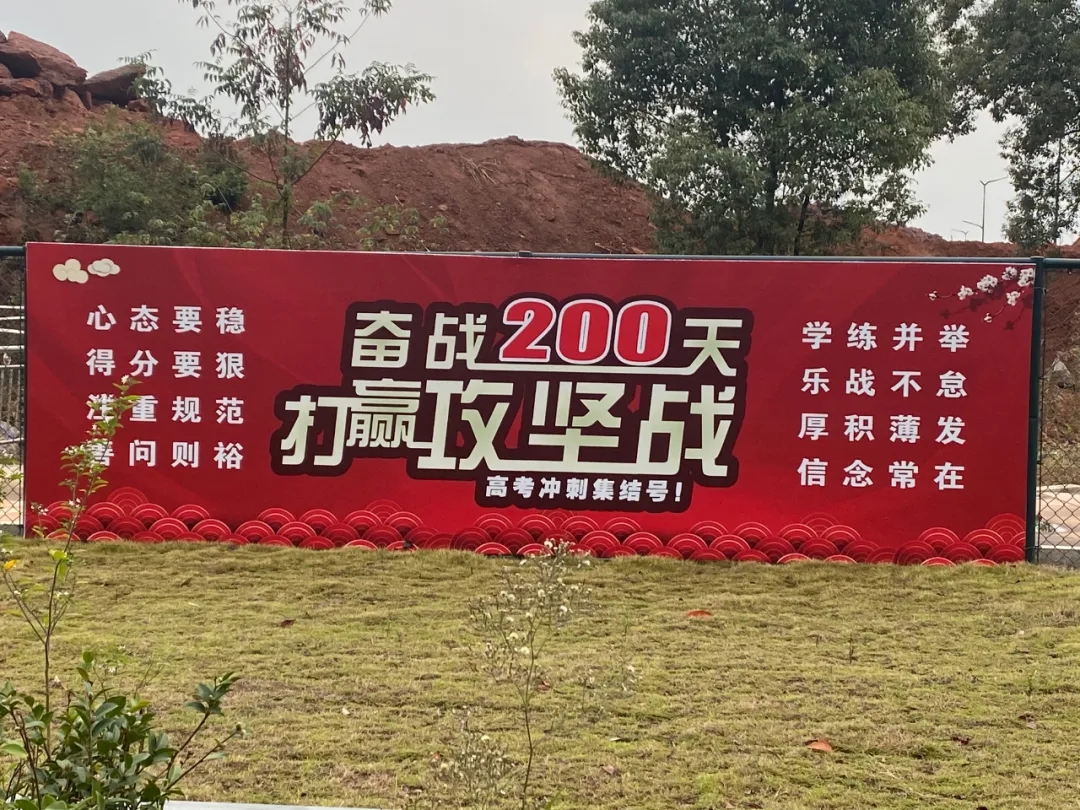 心态要稳
得分要狠
注重规范
善问则裕
奋战200天
打赢攻坚战
高考冲刺集结号!
学练并举
乐战不怠
厚积薄发
信念常在